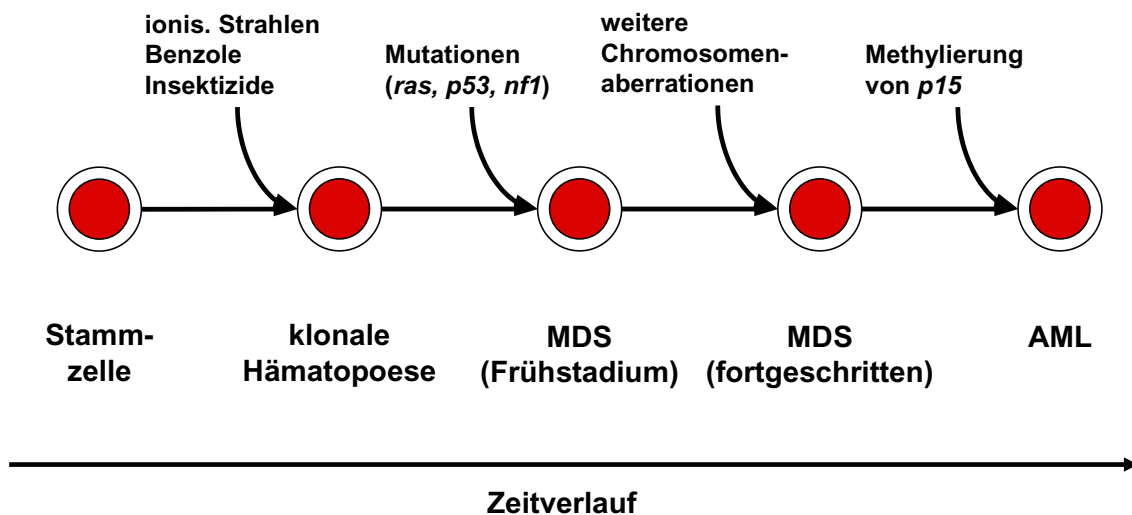 ionis. Strahlen
Benzole
Insektizide
Mutationen
(ras, p53, nf1)
weitere
Chromosomen-
aberrationen
Methylierung
von p15
Stamm-
zelle
klonale
Hämatopoese
MDS
(Frühstadium)
MDS
(fortgeschritten)
AML
Zeitverlauf